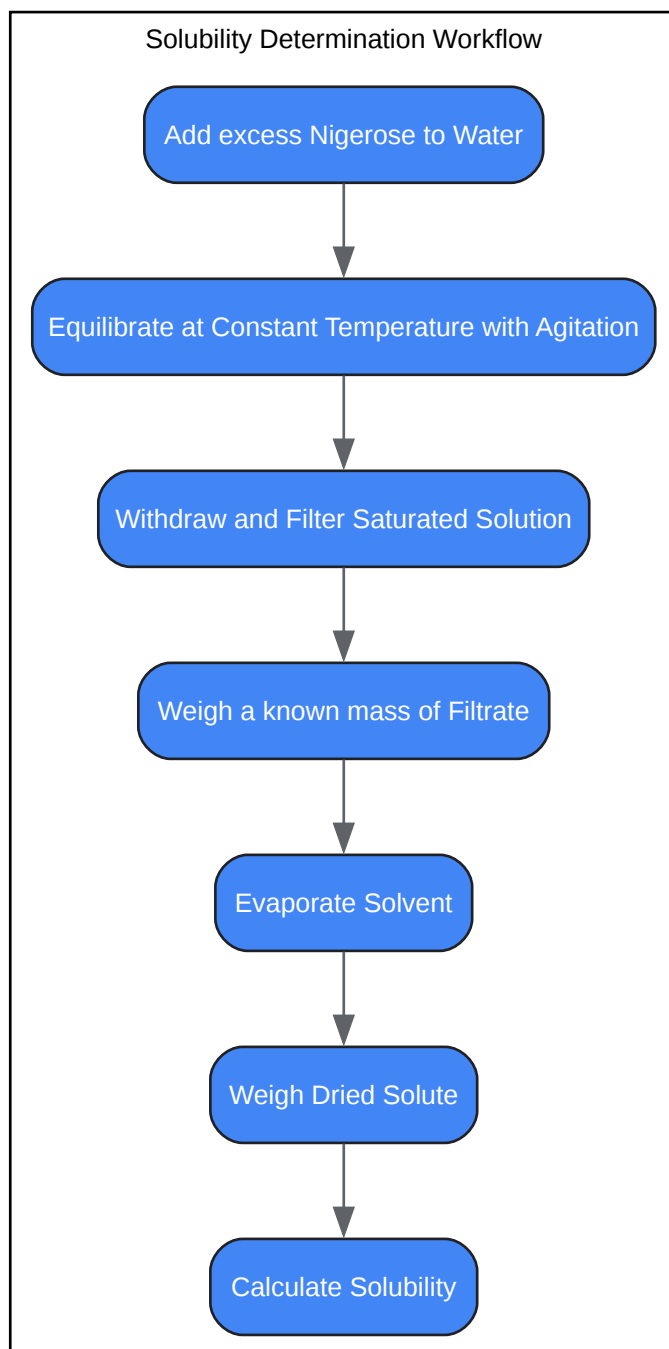 Solubility Determination Workflow
Add excess Nigerose to Water
Equilibrate at Constant Temperature with Agitation
Withdraw and Filter Saturated Solution
Weigh a known mass of Filtrate
Evaporate Solvent
Weigh Dried Solute
Calculate Solubility